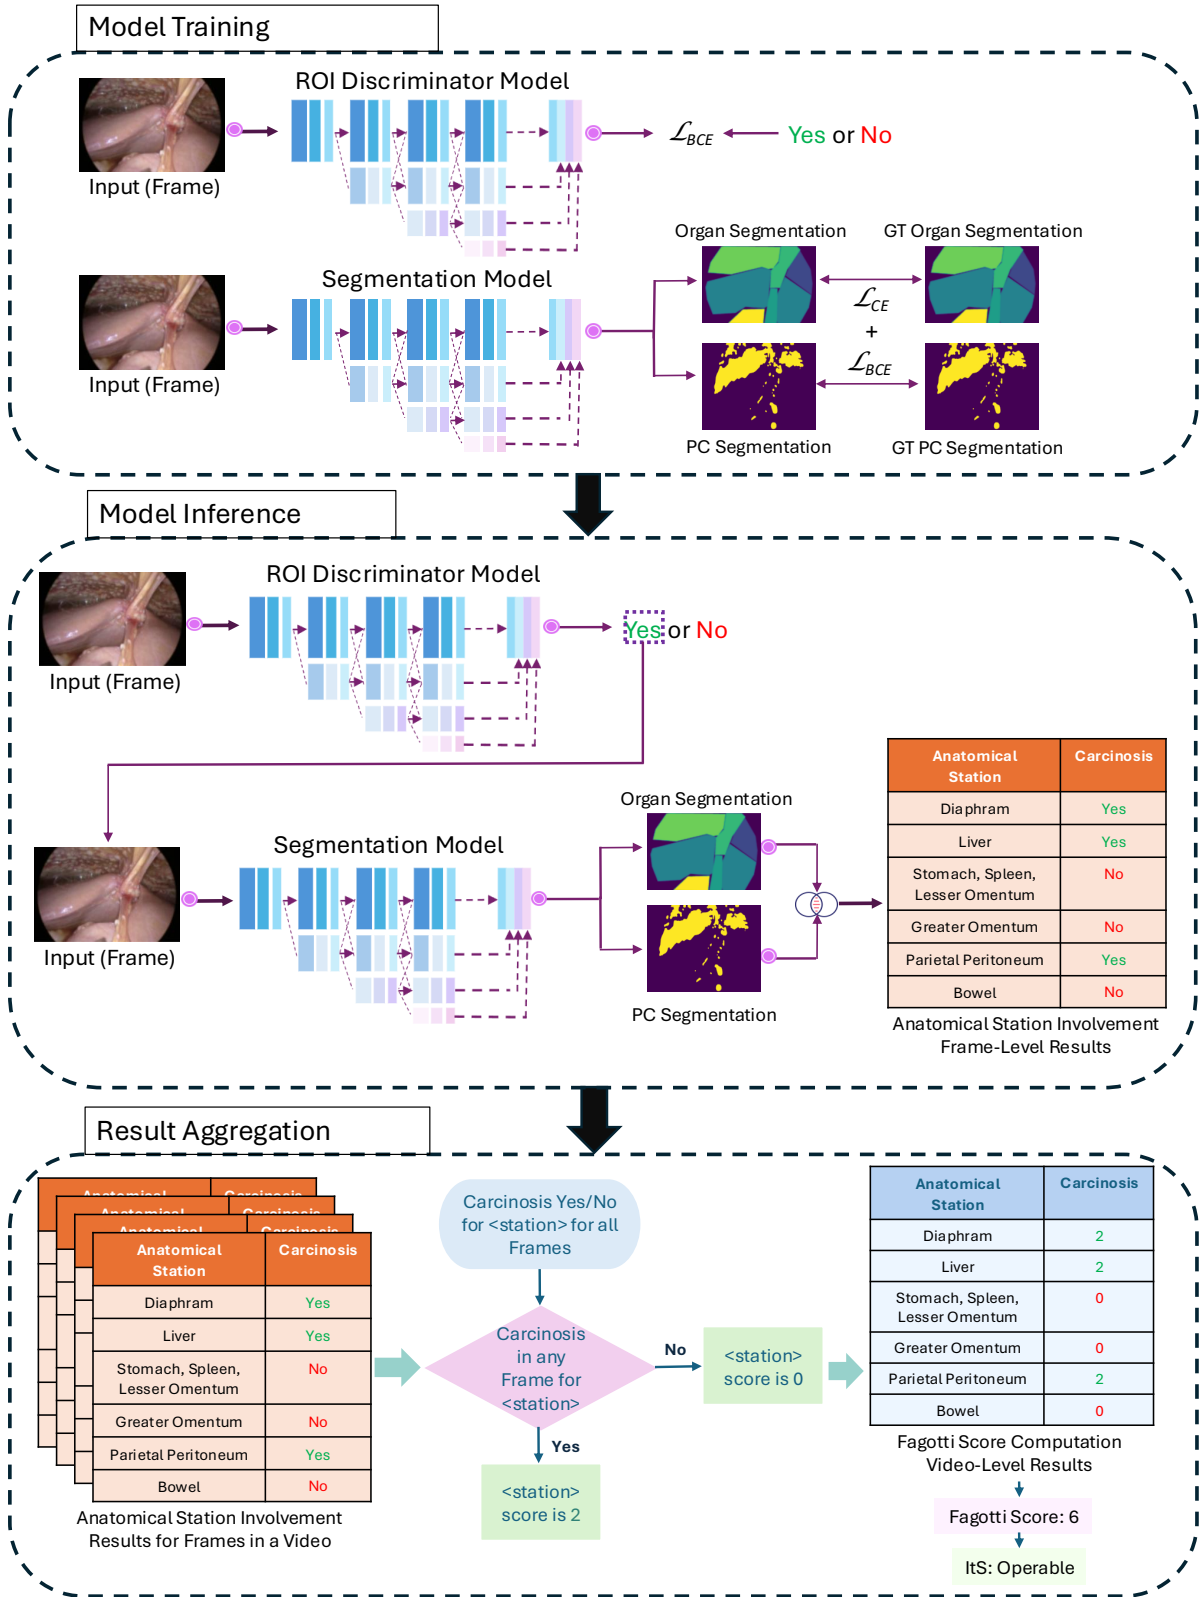 Model Training
ROI Discriminator Model
Input (Frame)
ℒBCE
Yes or No
Segmentation Model
Input (Frame)
Organ Segmentation
GT Organ Segmentation
ℒCE
+
ℒBCE
PC Segmentation
GT PC Segmentation
Model Inference
ROI Discriminator Model
Input (Frame)
Yes or No
Segmentation Model
Input (Frame)
Organ Segmentation
PC Segmentation
Anatomical Station Carcinosis
Diaphram Yes
Liver Yes
Stomach, Spleen, Lesser Omentum No
Greater Omentum No
Parietal Peritoneum Yes
Bowel No
Anatomical Station Involvement
Frame-Level Results
Result Aggregation
Anatomical Carcinosis
Anatomical Carcinosis
Anatomical Carcinosis
Anatomical Station Carcinosis
Diaphram Yes
Liver Yes
Stomach, Spleen, Lesser Omentum No
Greater Omentum No
Parietal Peritoneum Yes
Bowel No
Anatomical Station Involvement
Results for Frames in a Video
Carcinosis Yes/No
for <station> for all
Frames
Carcinosis
in any
Frame for
<station>
No
<station>
score is 0
Yes
<station>
score is 2
Anatomical Station Carcinosis
Diaphram 2
Liver 2
Stomach, Spleen, Lesser Omentum 0
Greater Omentum 0
Parietal Peritoneum 2
Bowel 0
Fagotti Score Computation
Video-Level Results
Fagotti Score: 6
ItS: Operable